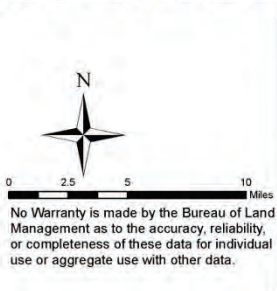 N
0 2.5 5 10
Miles
No Warranty is made by the Bureau of Land
Management as to the accuracy, reliability,
or completeness of these data for individual
use or aggregate use with other data.